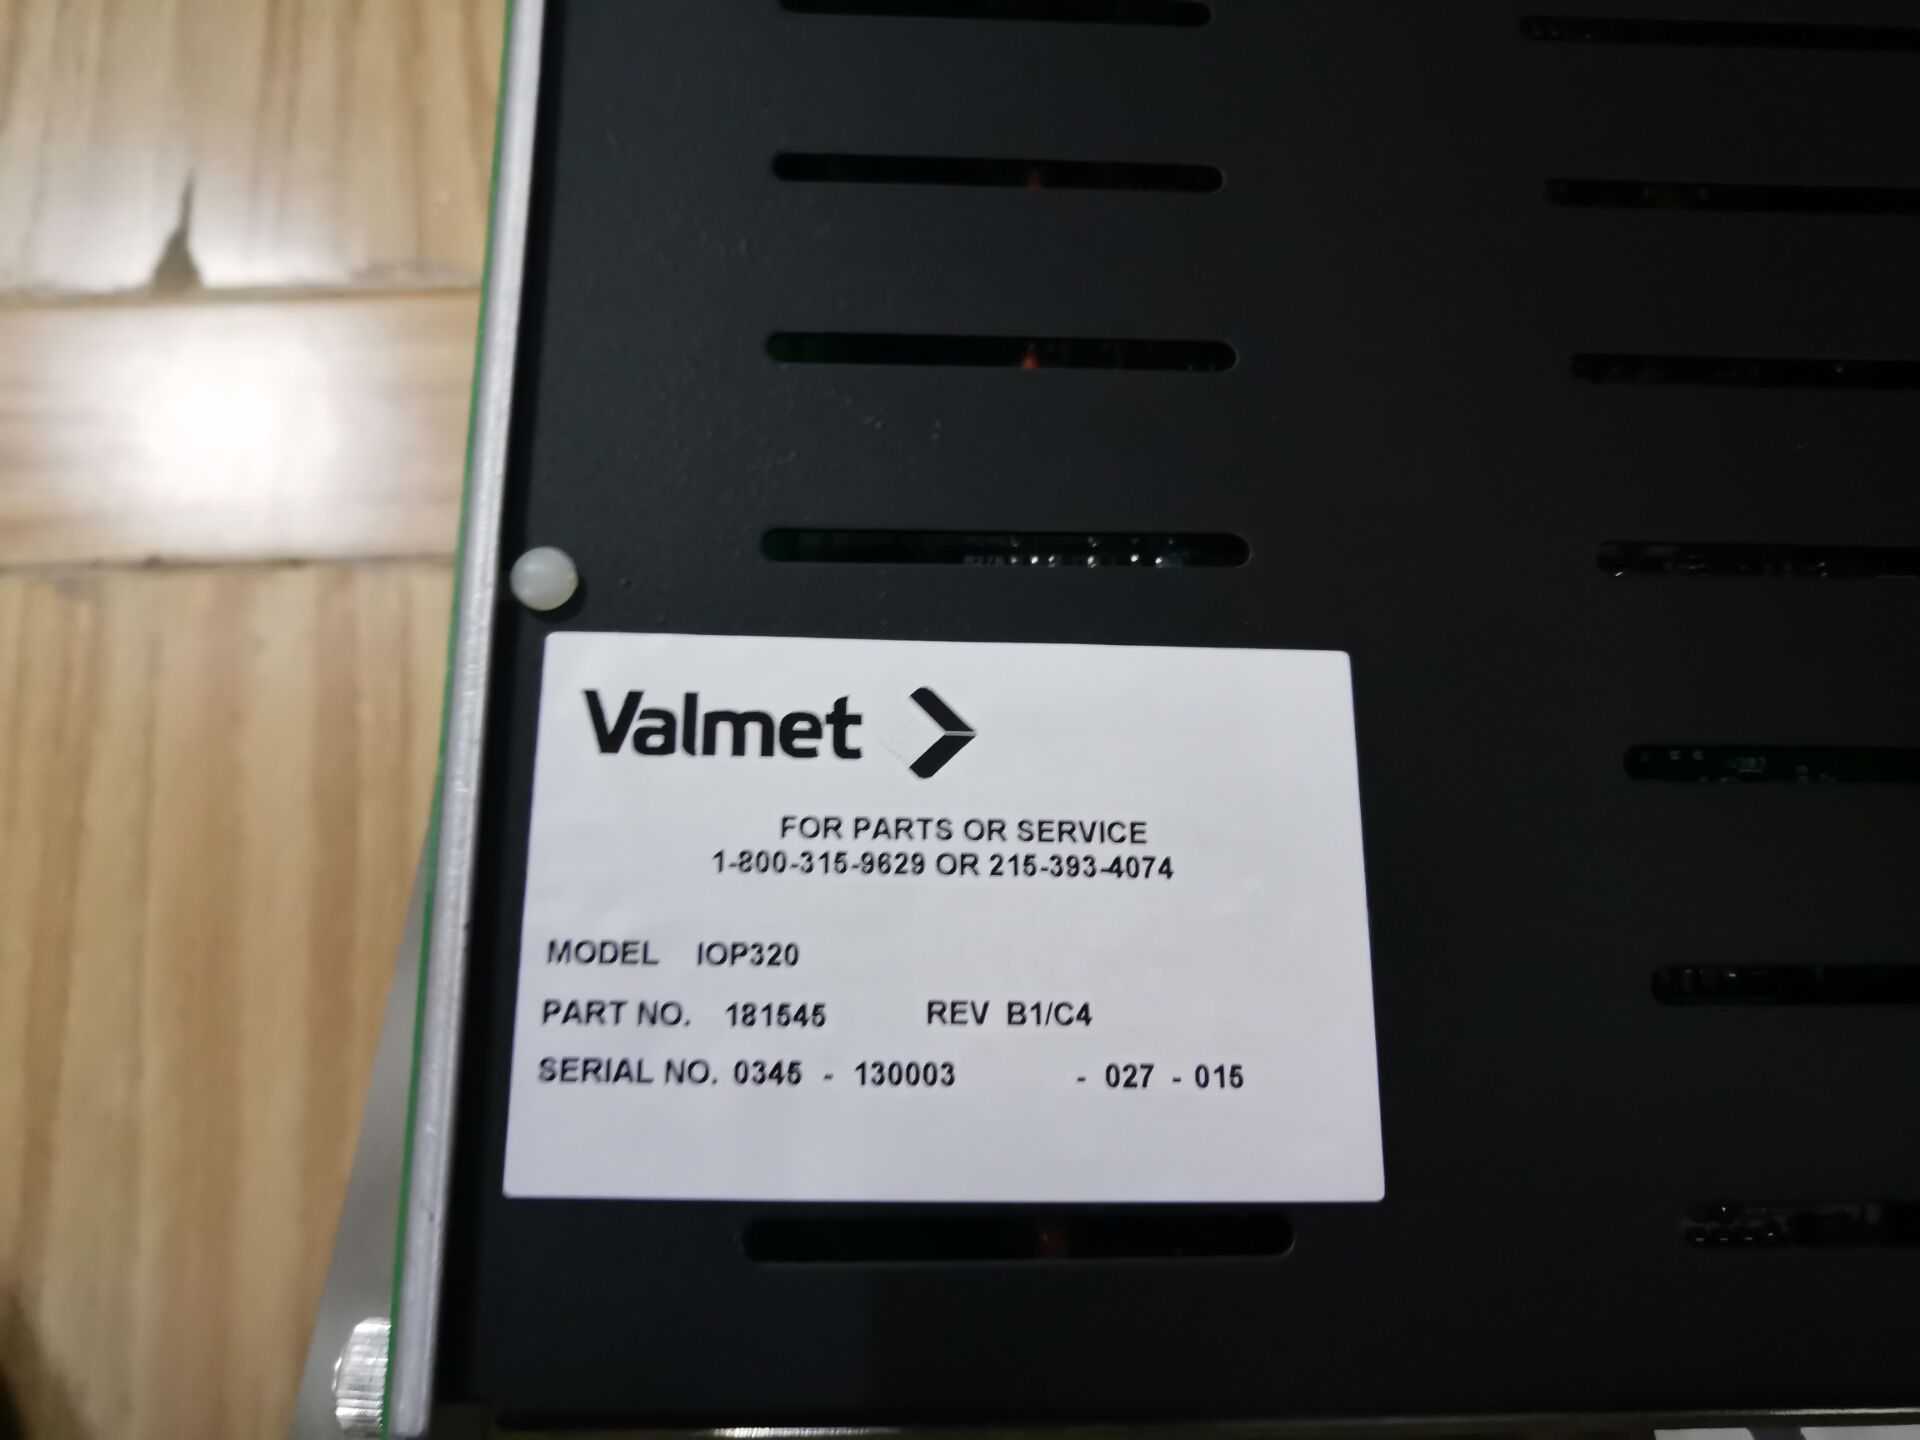 Valmet
FOR PARTS OR SERVICE
1-800-315-9629 OR 215-393-4074
MODEL IOP320
PART NO. 181545 REV B1/C4
SERIAL NO. 0345 - 130003 - 027 - 015